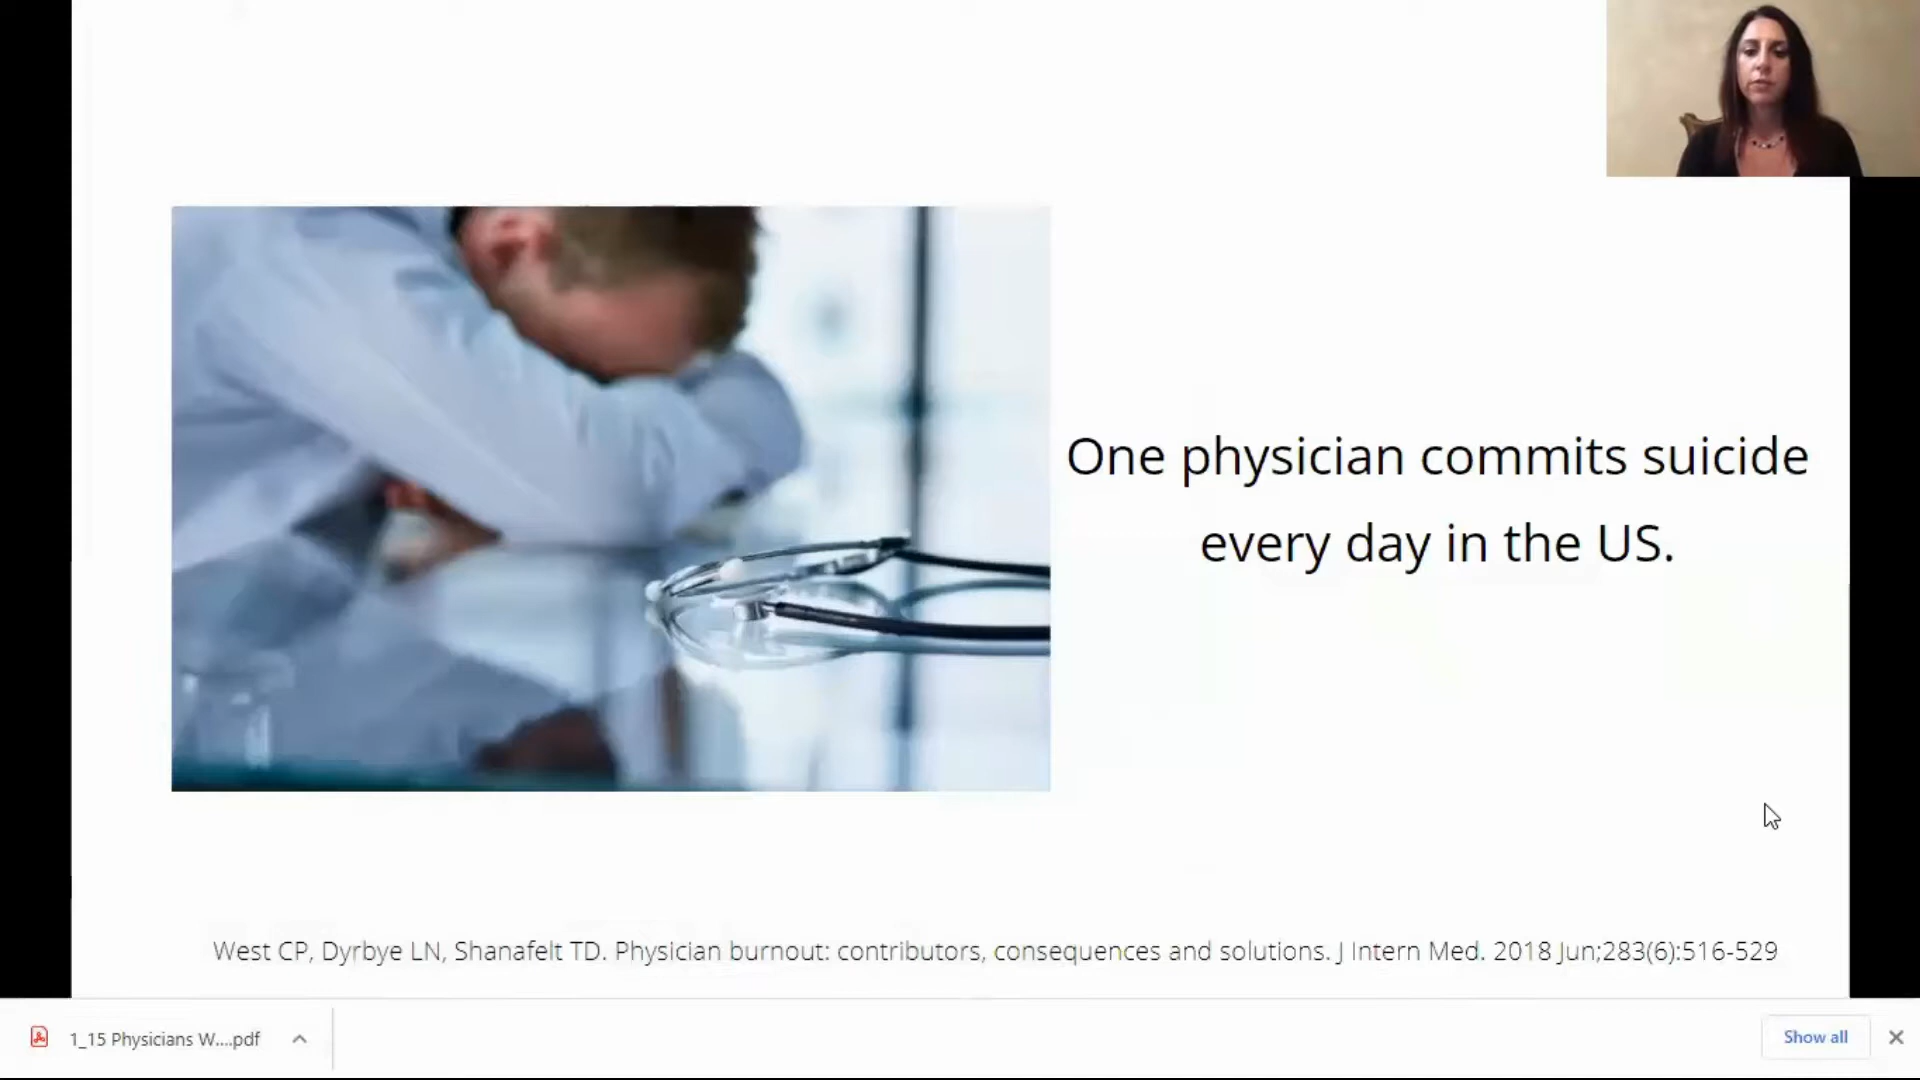 One physician commits suicide
every day in the US.
West CP, Dyrbye LN, Shanafelt TD. Physician burnout: contributors, consequences and solutions. J Intern Med. 2018 Jun;283(6):516-529
1_15 Physicians W....pdf
Show all